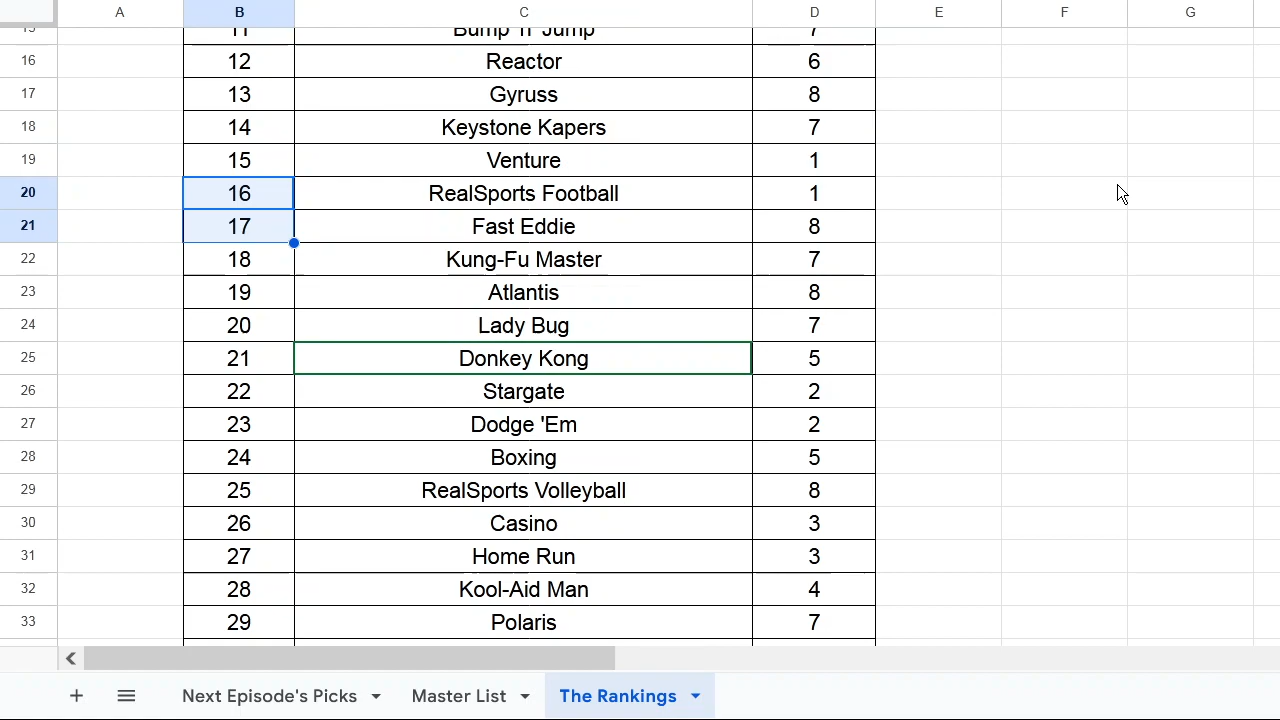 A B C D E F G
15 11 Bump 'n' Jump 7
16 12 Reactor 6
17 13 Gyruss 8
18 14 Keystone Kapers 7
19 15 Venture 1
20 16 RealSports Football 1
21 17 Fast Eddie 8
22 18 Kung-Fu Master 7
23 19 Atlantis 8
24 20 Lady Bug 7
25 21 Donkey Kong 5
26 22 Stargate 2
27 23 Dodge 'Em 2
28 24 Boxing 5
29 25 RealSports Volleyball 8
30 26 Casino 3
31 27 Home Run 3
32 28 Kool-Aid Man 4
33 29 Polaris 7
Next Episode's Picks Master List The Rankings